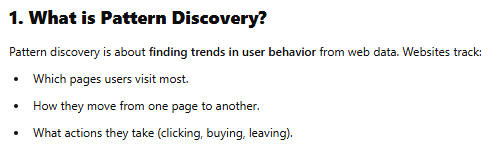 1. What is Pattern Discovery?
Pattern discovery is about finding trends in user behavior from web data. Websites track:
• Which pages users visit most.
• How they move from one page to another.
• What actions they take (clicking, buying, leaving).